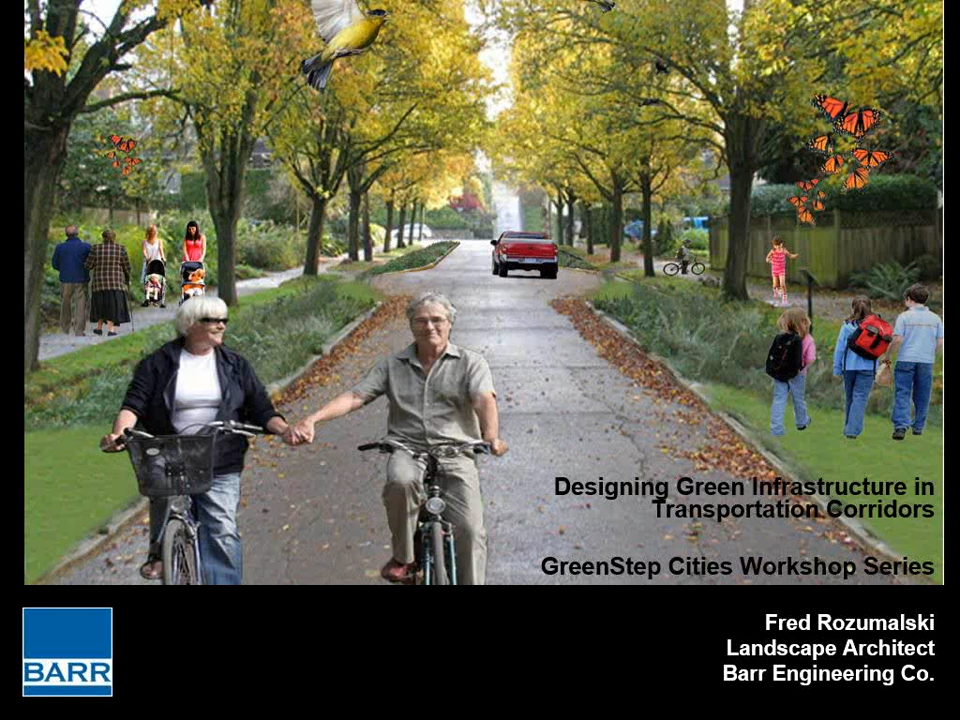 Designing Green Infrastructure in
Transportation Corridors
GreenStep Cities Workshop Series
Fred Rozumalski
Landscape Architect
Barr Engineering Co.
BARR